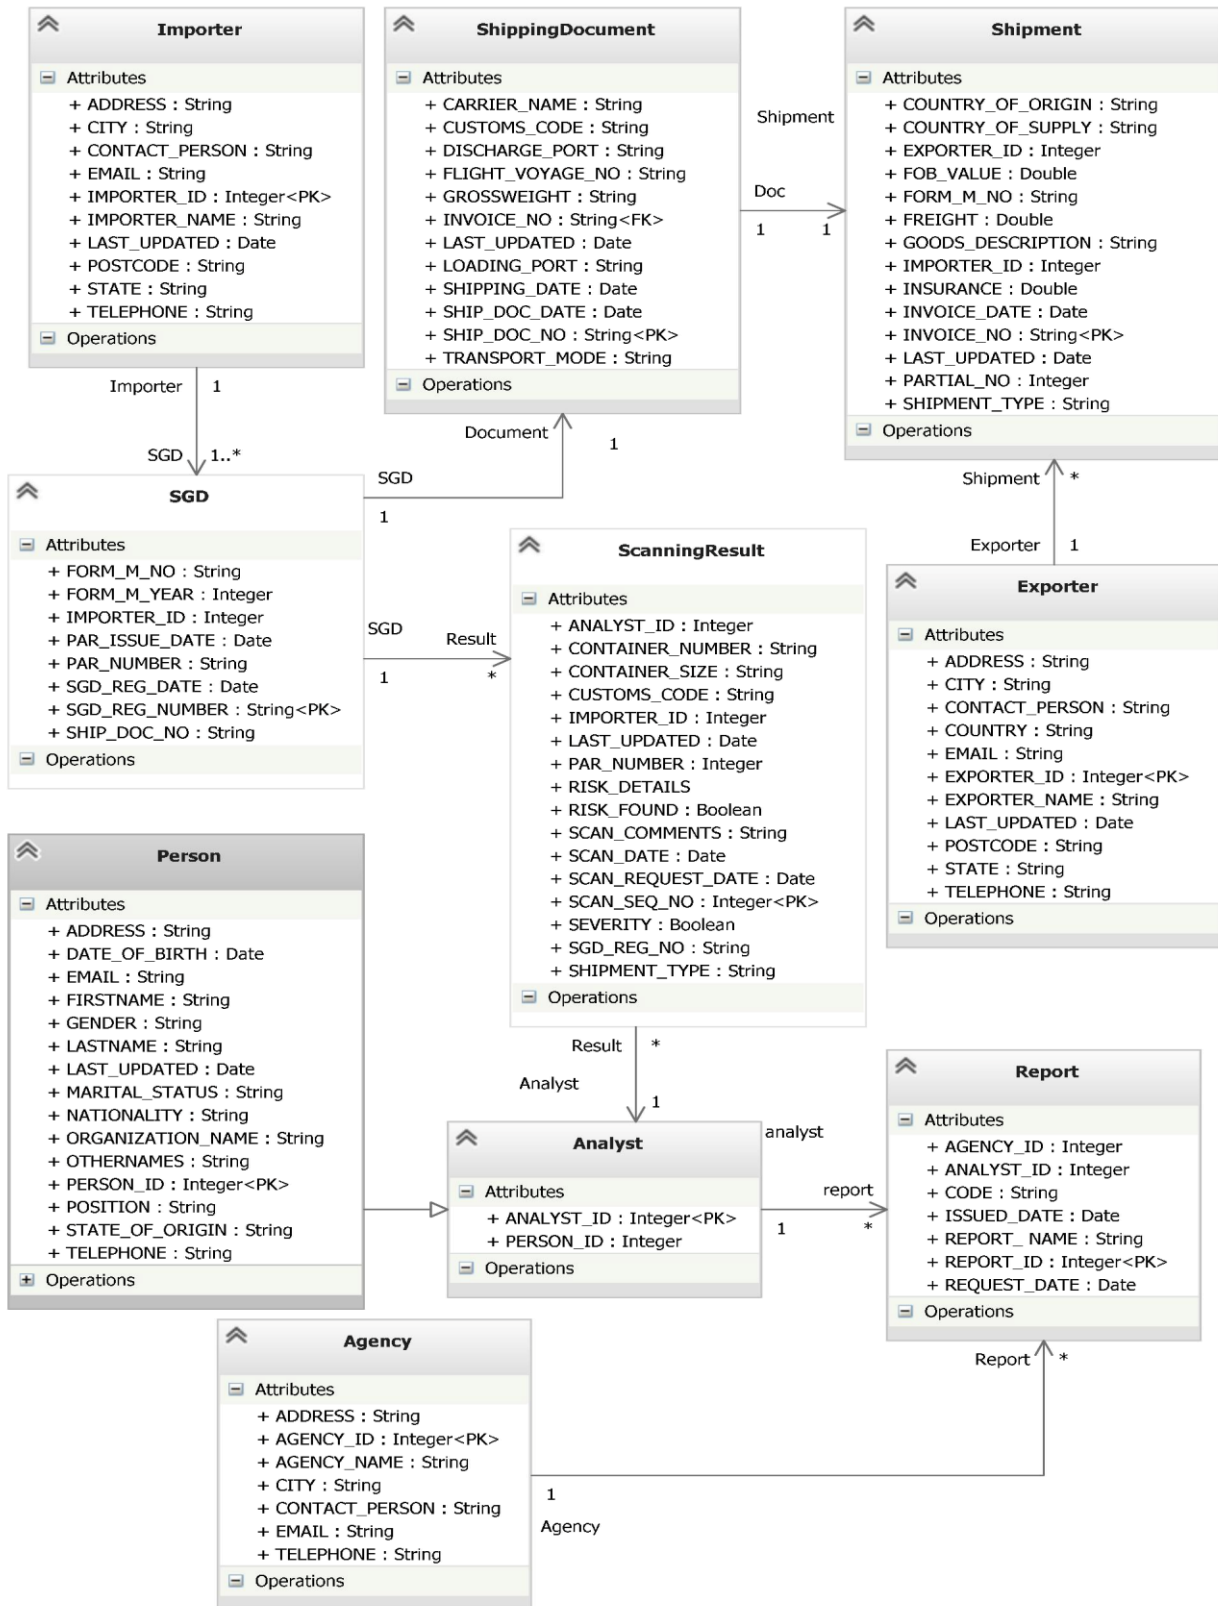 Importer
Attributes
+ ADDRESS : String
+ CITY : String
+ CONTACT_PERSON : String
+ EMAIL : String
+ IMPORTER_ID : Integer<PK>
+ IMPORTER_NAME : String
+ LAST_UPDATED : Date
+ POSTCODE : String
+ STATE : String
+ TELEPHONE : String
Operations
ShippingDocument
Attributes
+ CARRIER_NAME : String
+ CUSTOMS_CODE : String
+ DISCHARGE_PORT : String
+ FLIGHT_VOYAGE_NO : String
+ GROSSWEIGHT : String
+ INVOICE_NO : String<FK>
+ LAST_UPDATED : Date
+ LOADING_PORT : String
+ SHIPPING_DATE : Date
+ SHIP_DOC_DATE : Date
+ SHIP_DOC_NO : String<PK>
+ TRANSPORT_MODE : String
Operations
Shipment
Doc
1 1
Shipment
Attributes
+ COUNTRY_OF_ORIGIN : String
+ COUNTRY_OF_SUPPLY : String
+ EXPORTER_ID : Integer
+ FOB_VALUE : Double
+ FORM_M_NO : String
+ FREIGHT : Double
+ GOODS_DESCRIPTION : String
+ IMPORTER_ID : Integer
+ INSURANCE : Double
+ INVOICE_DATE : Date
+ INVOICE_NO : String<PK>
+ LAST_UPDATED : Date
+ PARTIAL_NO : Integer
+ SHIPMENT_TYPE : String
Operations
Importer 1
SGD 1..*
Document 1
SGD
1
Shipment *
Exporter 1
SGD
Attributes
+ FORM_M_NO : String
+ FORM_M_YEAR : Integer
+ IMPORTER_ID : Integer
+ PAR_ISSUE_DATE : Date
+ PAR_NUMBER : String
+ SGD_REG_DATE : Date
+ SGD_REG_NUMBER : String<PK>
+ SHIP_DOC_NO : String
Operations
SGD Result
1 *
ScanningResult
Attributes
+ ANALYST_ID : Integer
+ CONTAINER_NUMBER : String
+ CONTAINER_SIZE : String
+ CUSTOMS_CODE : String
+ IMPORTER_ID : Integer
+ LAST_UPDATED : Date
+ PAR_NUMBER : Integer
+ RISK_DETAILS
+ RISK_FOUND : Boolean
+ SCAN_COMMENTS : String
+ SCAN_DATE : Date
+ SCAN_REQUEST_DATE : Date
+ SCAN_SEQ_NO : Integer<PK>
+ SEVERITY : Boolean
+ SGD_REG_NO : String
+ SHIPMENT_TYPE : String
Operations
Exporter
Attributes
+ ADDRESS : String
+ CITY : String
+ CONTACT_PERSON : String
+ COUNTRY : String
+ EMAIL : String
+ EXPORTER_ID : Integer<PK>
+ EXPORTER_NAME : String
+ LAST_UPDATED : Date
+ POSTCODE : String
+ STATE : String
+ TELEPHONE : String
Operations
Person
Attributes
+ ADDRESS : String
+ DATE_OF_BIRTH : Date
+ EMAIL : String
+ FIRSTNAME : String
+ GENDER : String
+ LASTNAME : String
+ LAST_UPDATED : Date
+ MARITAL_STATUS : String
+ NATIONALITY : String
+ ORGANIZATION_NAME : String
+ OTHERNAMES : String
+ PERSON_ID : Integer<PK>
+ POSITION : String
+ STATE_OF_ORIGIN : String
+ TELEPHONE : String
Operations
Result *
Analyst 1
Analyst
Attributes
+ ANALYST_ID : Integer<PK>
+ PERSON_ID : Integer
Operations
analyst
report
1 *
Report
Attributes
+ AGENCY_ID : Integer
+ ANALYST_ID : Integer
+ CODE : String
+ ISSUED_DATE : Date
+ REPORT_ NAME : String
+ REPORT_ID : Integer<PK>
+ REQUEST_DATE : Date
Operations
Report *
Agency
Attributes
+ ADDRESS : String
+ AGENCY_ID : Integer<PK>
+ AGENCY_NAME : String
+ CITY : String
+ CONTACT_PERSON : String
+ EMAIL : String
+ TELEPHONE : String
Operations
1
Agency